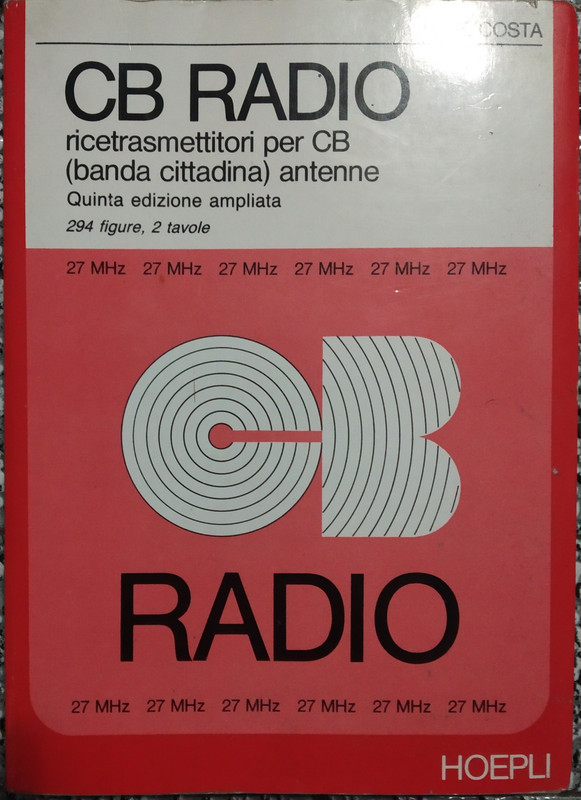 COSTA
CB RADIO
ricetrasmettitori per CB
(banda cittadina) antenne
Quinta edizione ampliata
294 figure, 2 tavole
27 MHz 27 MHz 27 MHz 27 MHz 27 MHz 27 MHz
CB
RADIO
27 MHz 27 MHz 27 MHz 27 MHz 27 MHz 27 MHz
HOEPLI